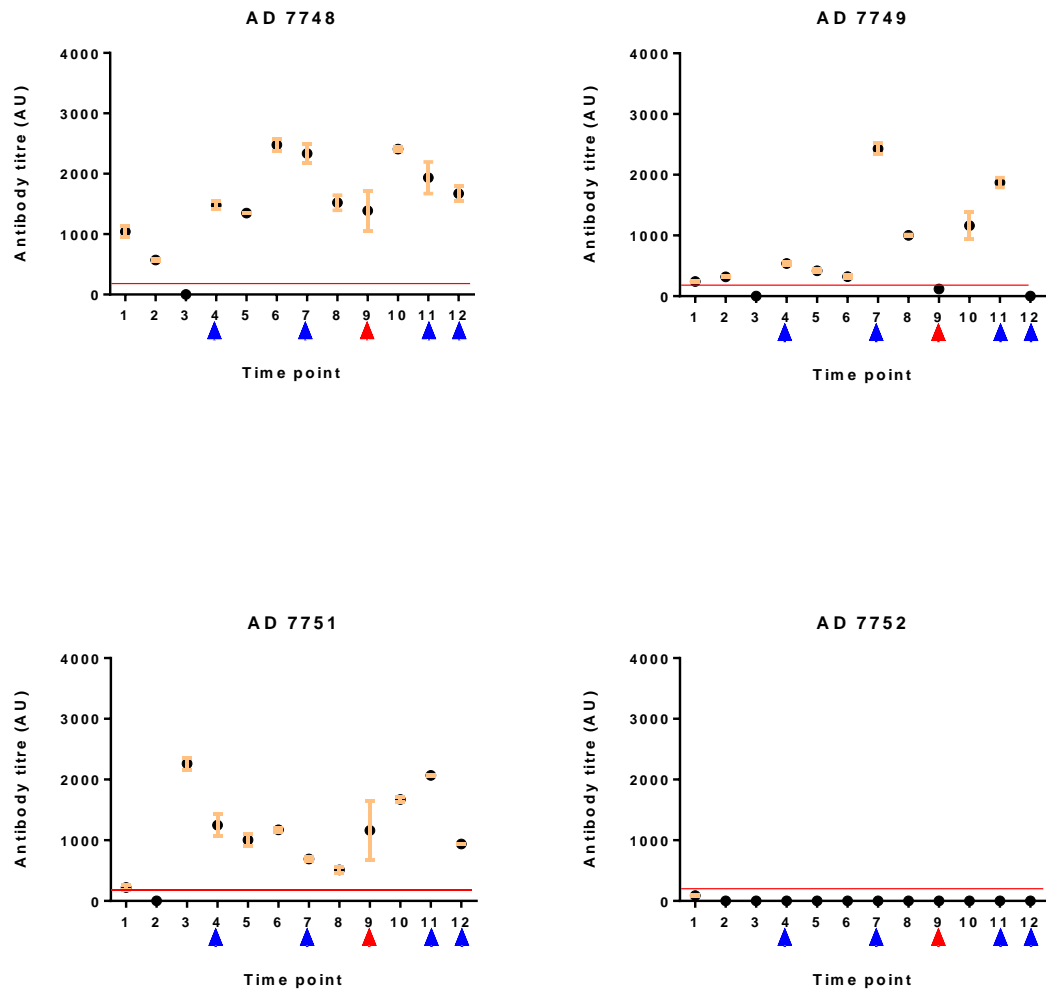 AD 7748
Antibody titre (AU)
4000
3000
2000
1000
0
1 2 3 4 5 6 7 8 9 10 11 12
Time point
AD 7749
Antibody titre (AU)
4000
3000
2000
1000
0
1 2 3 4 5 6 7 8 9 10 11 12
Time point
AD 7751
Antibody titre (AU)
4000
3000
2000
1000
0
1 2 3 4 5 6 7 8 9 10 11 12
Time point
AD 7752
Antibody titre (AU)
4000
3000
2000
1000
0
1 2 3 4 5 6 7 8 9 10 11 12
Time point